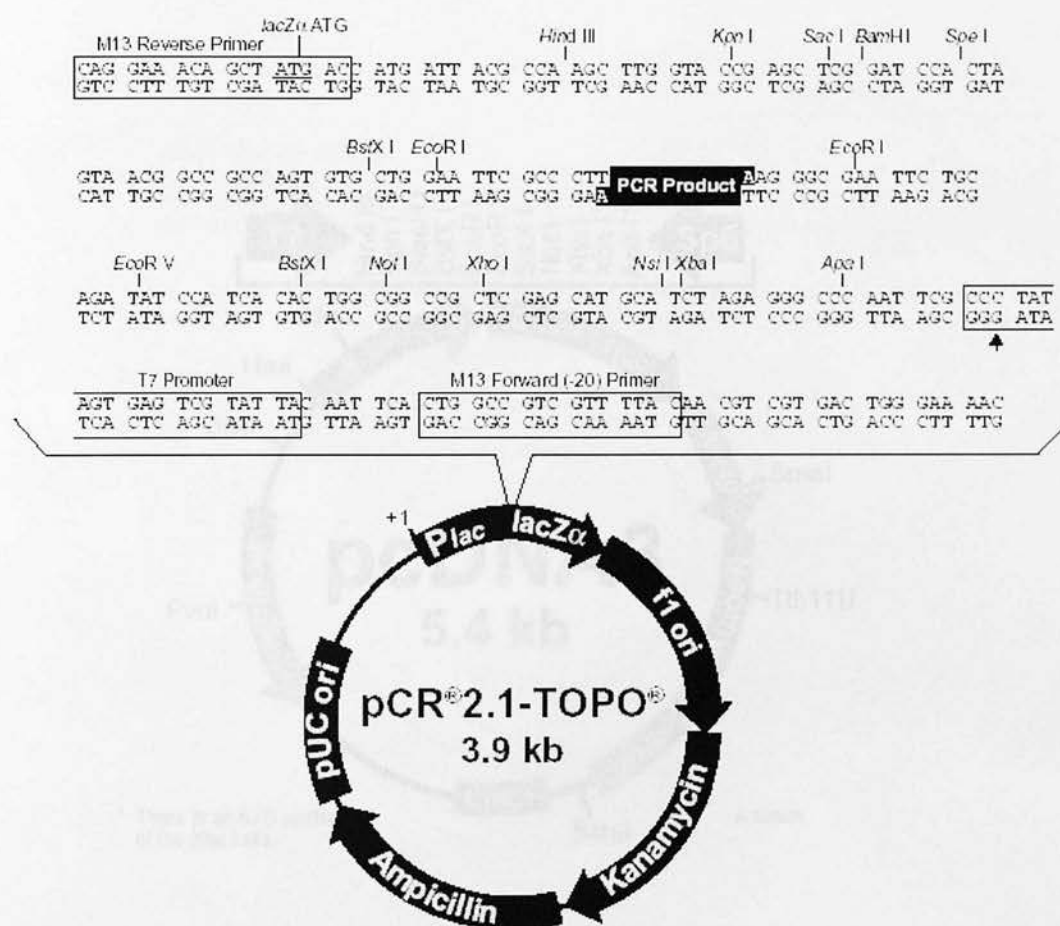 lacZα ATG
M13 Reverse Primer
Hind III Kpn I Sac I BamH I Spe I
CAG GAA ACA GCT ATG ACC ATG ATT ACG CCA AGC TTG GTA CCG AGC TCG GAT CCA CTA
GTC CTT TGT CGA TAC TGG TAC TAA TGC GGT TCG AAC CAT GGC TCG AGC CTA GGT GAT
BstX I EcoR I EcoR I
GTA ACG GCC GCC AGT GTG CTG GAA TTC GCC CTT PCR Product AAG GGC GAA TTC TGC
CAT TGC CGG CGG TCA CAC GAC CTT AAG CGG GAA TTC CCG CTT AAG ACG
EcoR V BstX I Not I Xho I Nsi I Xba I Apa I
AGA TAT CCA TCA CAC TGG CGG CCG CTC GAG CAT GCA TCT AGA GGG CCC AAT TCG CCC TAT
TCT ATA GGT AGT GTG ACC GCC GGC GAG CTC GTA CGT AGA TCT CCC GGG TTA AGC GGG ATA
T7 Promoter M13 Forward (-20) Primer
AGT GAG TCG TAT TAC AAT TCA CTG GCC GTC GTT TTA CAA CGT CGT GAC TGG GAA AAC
TCA CTC AGC ATA ATG TTA AGT GAC CGG CAG CAA AAT GTT GCA GCA CTG ACC CTT TTG
+1
Plac lacZα
f1 ori
pUC ori
pCR®2.1-TOPO®
3.9 kb
Kanamycin
Ampicillin
5.4 kb